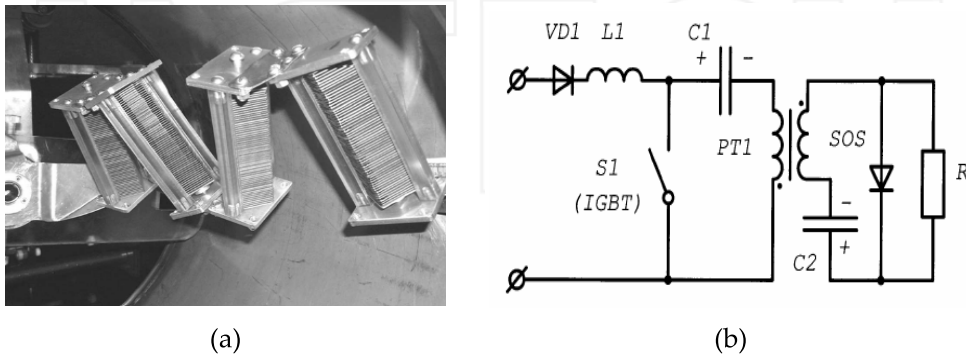 VD1 L1 C1
+ -
PT1 SOS R
S1
(IGBT)
-
+
C2
(a) (b)